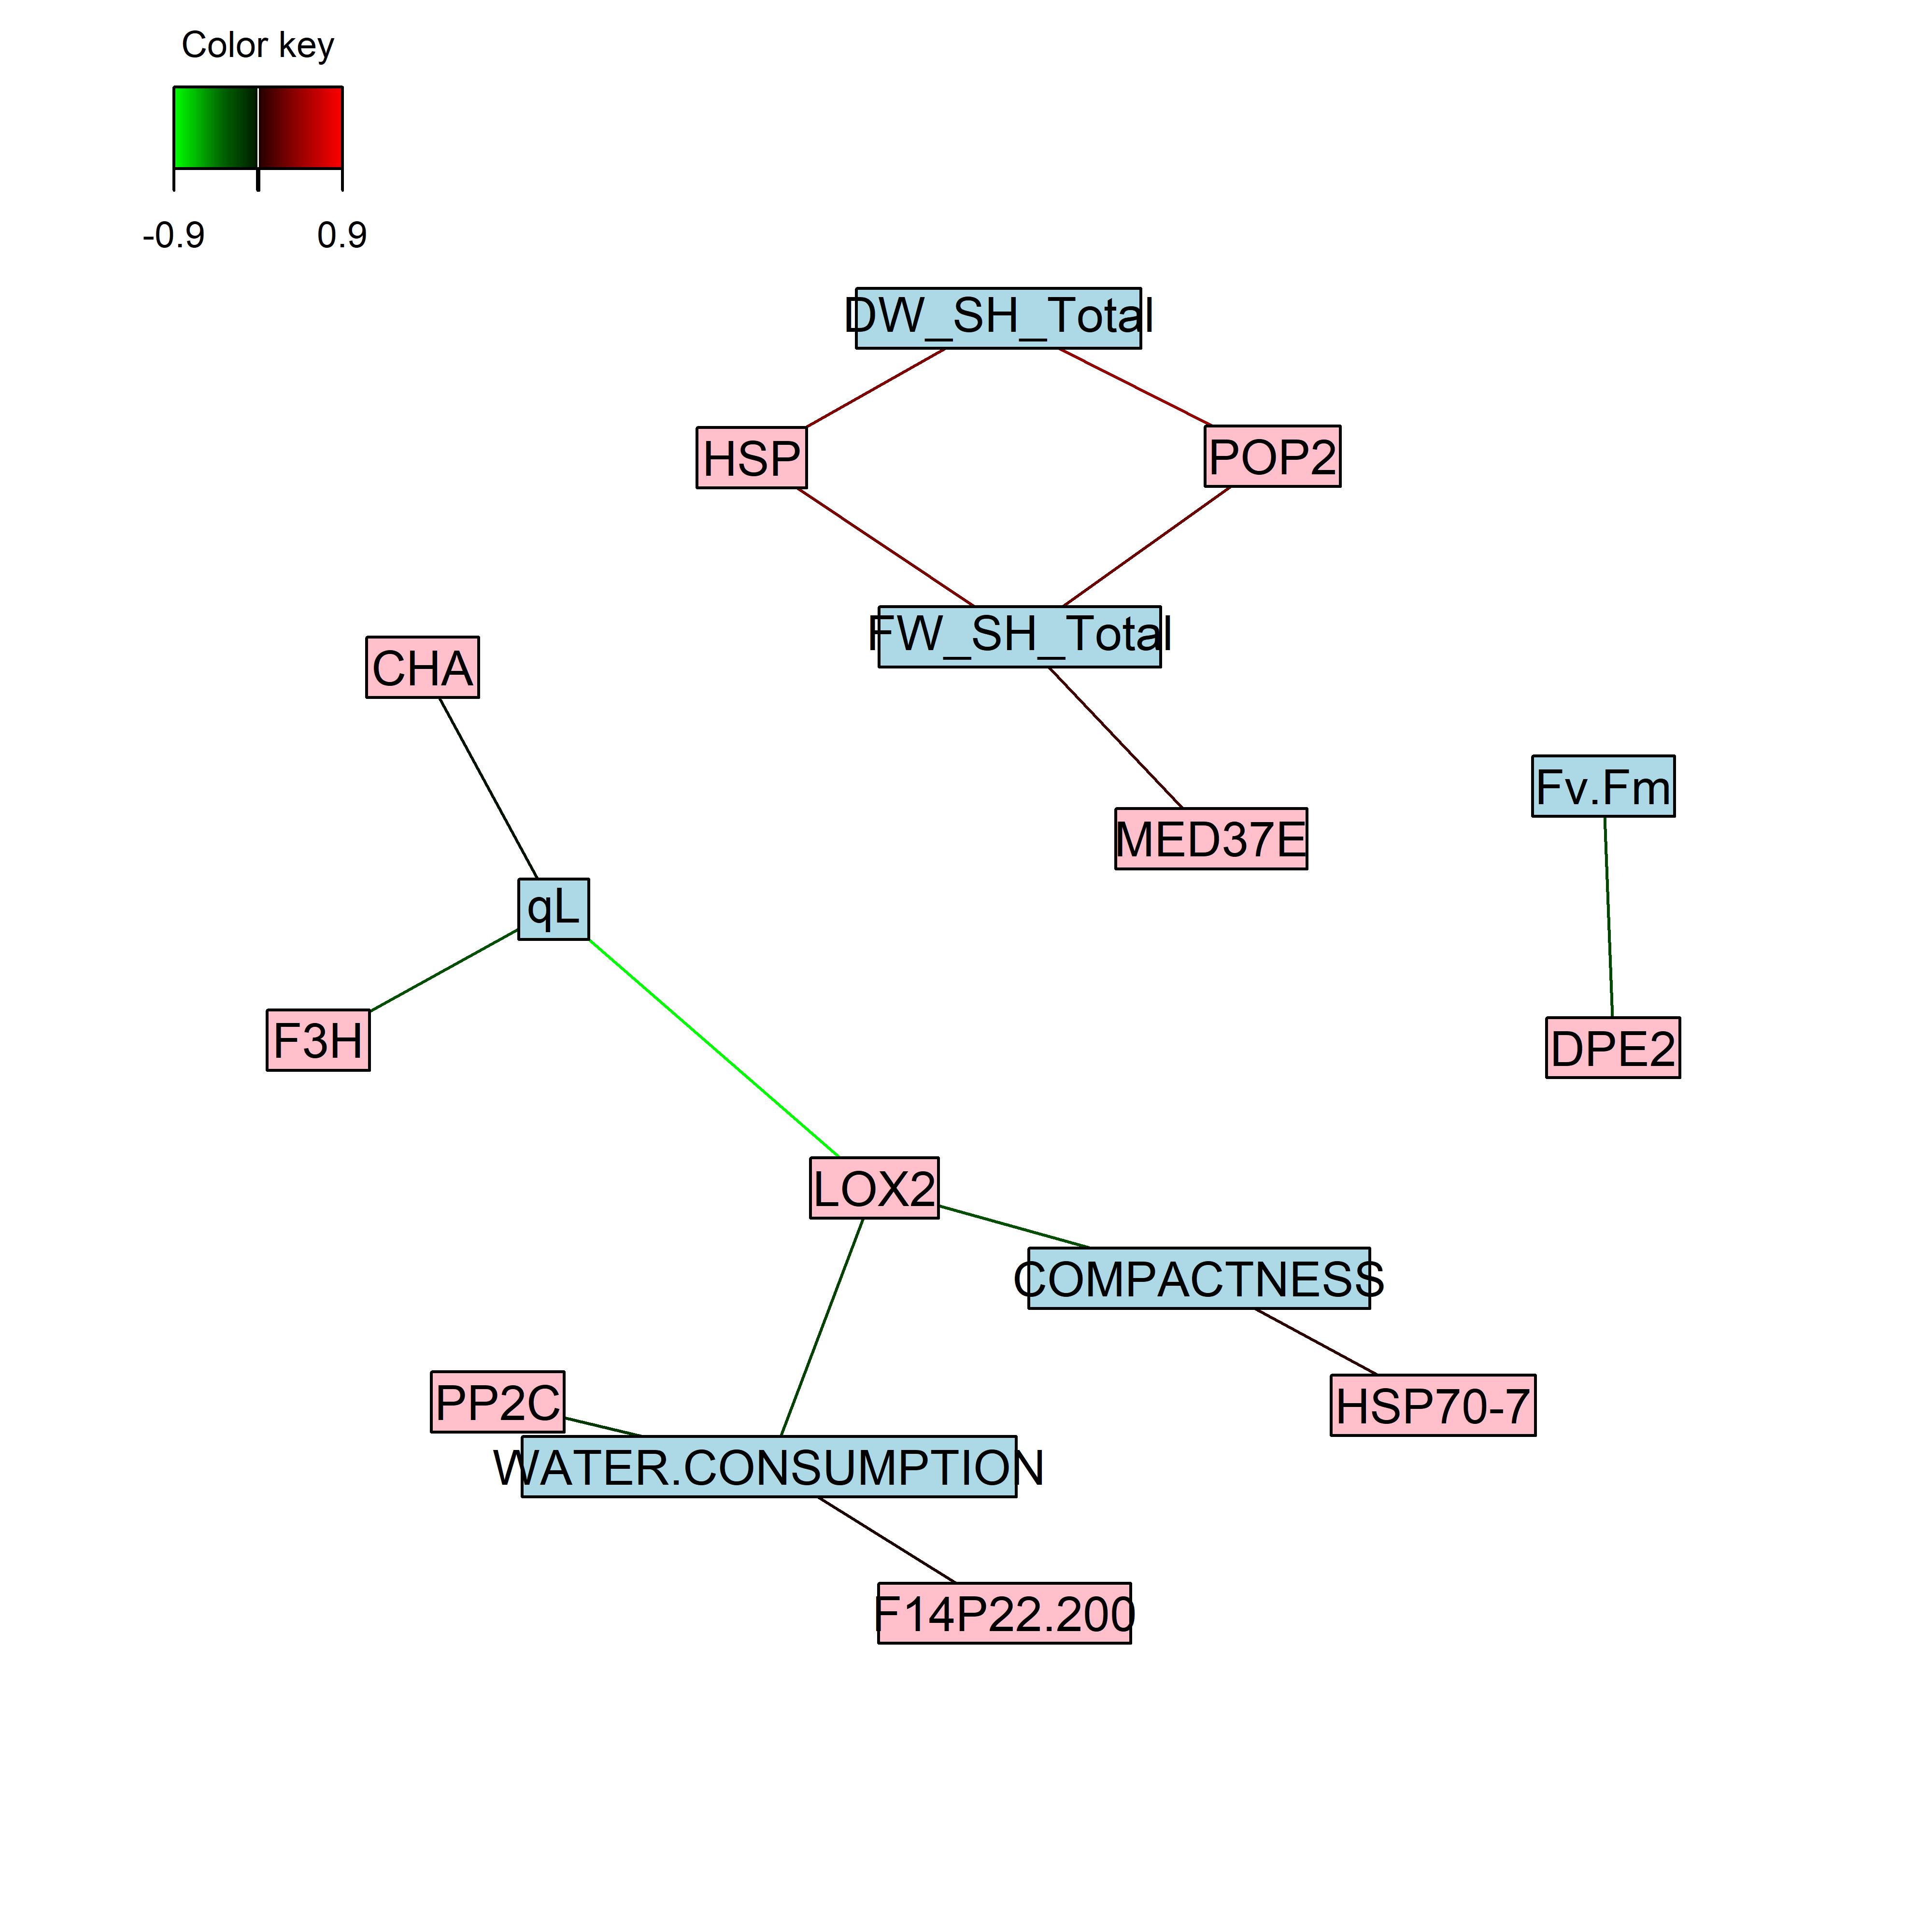 Color key
-0.9 0.9
DW_SH_Total
HSP POP2
FW_SH_Total
CHA
Fv.Fm
MED37E
qL
F3H DPE2
LOX2
COMPACTNESS
PP2C HSP70-7
WATER.CONSUMPTION
F14P22.200